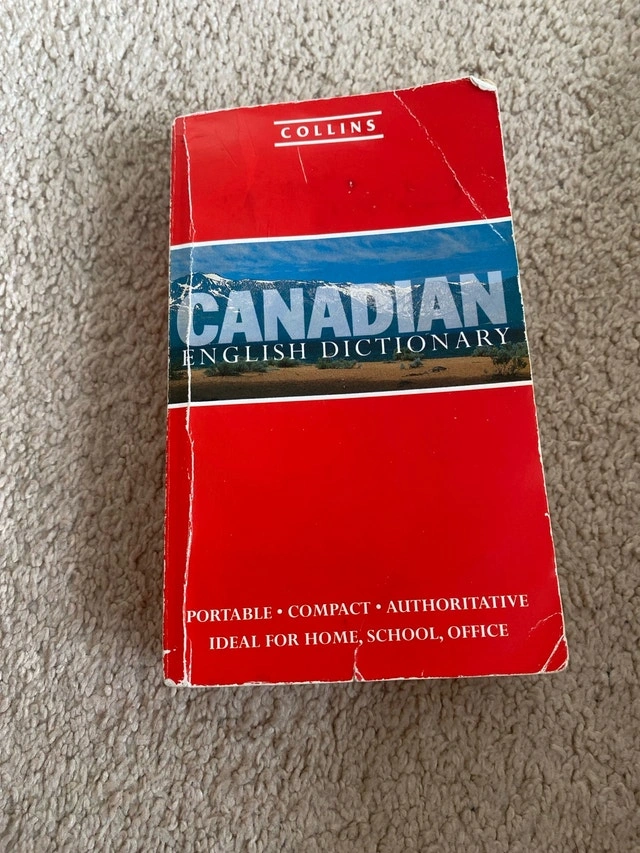 COLLINS
CANADIAN
ENGLISH DICTIONARY
PORTABLE • COMPACT • AUTHORITATIVE
IDEAL FOR HOME, SCHOOL, OFFICE